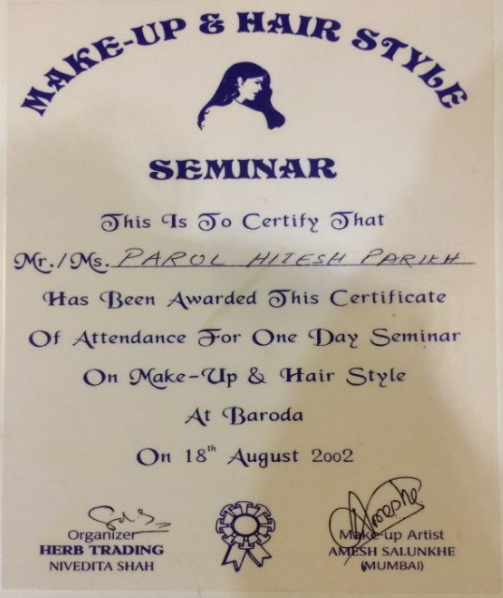 MAKE-UP & HAIR STYLE
SEMINAR
This Is To Certify That
Mr./Ms. PAROL HITESH PARIKH
Has Been Awarded This Certificate
Of Attendance For One Day Seminar
On Make-Up & Hair Style
At Baroda
On 18th August 2002
Organizer
HERB TRADING
NIVEDITA SHAH
Amesha
Make-up Artist
AMESH SALUNKHE
(MUMBAI)